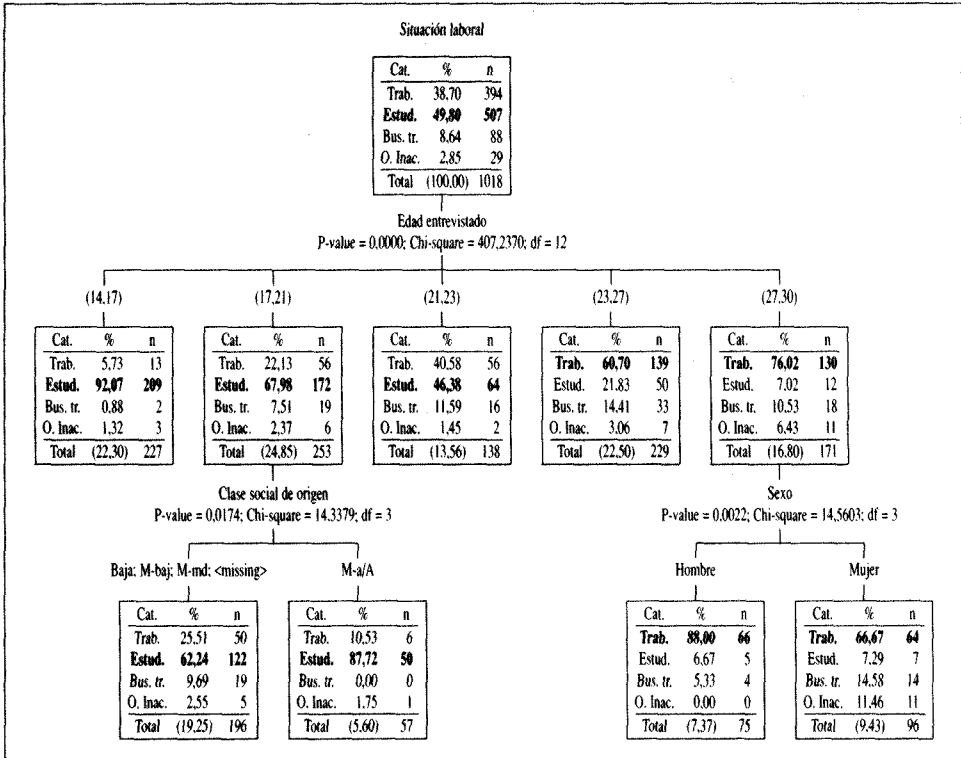 Situación laboral
Cat. % n
Trab. 38,70 394
Estud. 49,80 507
Bus. tr. 8,64 88
O. Inac. 2,85 29
Total (100,00) 1018
Edad entrevistado
P-value = 0,0000; Chi-square = 407,2370; df = 12
(14,17) (17,21) (21,23) (23,27) (27,30)
Cat. % n Cat. % n Cat. % n Cat. % n Cat. % n
Trab. 5,73 13 Trab. 22,13 56 Trab. 40,58 56 Trab. 60,70 139 Trab. 76,02 130
Estud. 92,07 209 Estud. 67,98 172 Estud. 46,38 64 Estud. 21,83 50 Estud. 7,02 12
Bus. tr. 0,88 2 Bus. tr. 7,51 19 Bus. tr. 11,59 16 Bus. tr. 14,41 33 Bus. tr. 10,53 18
O. Inac. 1,32 3 O. Inac. 2,37 6 O. Inac. 1,45 2 O. Inac. 3,06 7 O. Inac. 6,43 11
Total (22,30) 227 Total (24,85) 253 Total (13,56) 138 Total (22,50) 229 Total (16,80) 171
Clase social de origen Sexo
P-value = 0,0174; Chi-square = 14,3379; df = 3 P-value = 0,0022; Chi-square = 14,5603; df = 3
Baja; M-baj; M-md; <missing> M-a/A Hombre Mujer
Cat. % n Cat. % n Cat. % n Cat. % n
Trab. 25,51 50 Trab. 10,53 6 Trab. 88,00 66 Trab. 66,67 64
Estud. 62,24 122 Estud. 87,72 50 Estud. 6,67 5 Estud. 7,29 7
Bus. tr. 9,69 19 Bus. tr. 0,00 0 Bus. tr. 5,33 4 Bus. tr. 14,58 14
O. Inac. 2,55 5 O. Inac. 1,75 1 O. Inac. 0,00 0 O. Inac. 11,46 11
Total (19,25) 196 Total (5,60) 57 Total (7,37) 75 Total (9,43) 96